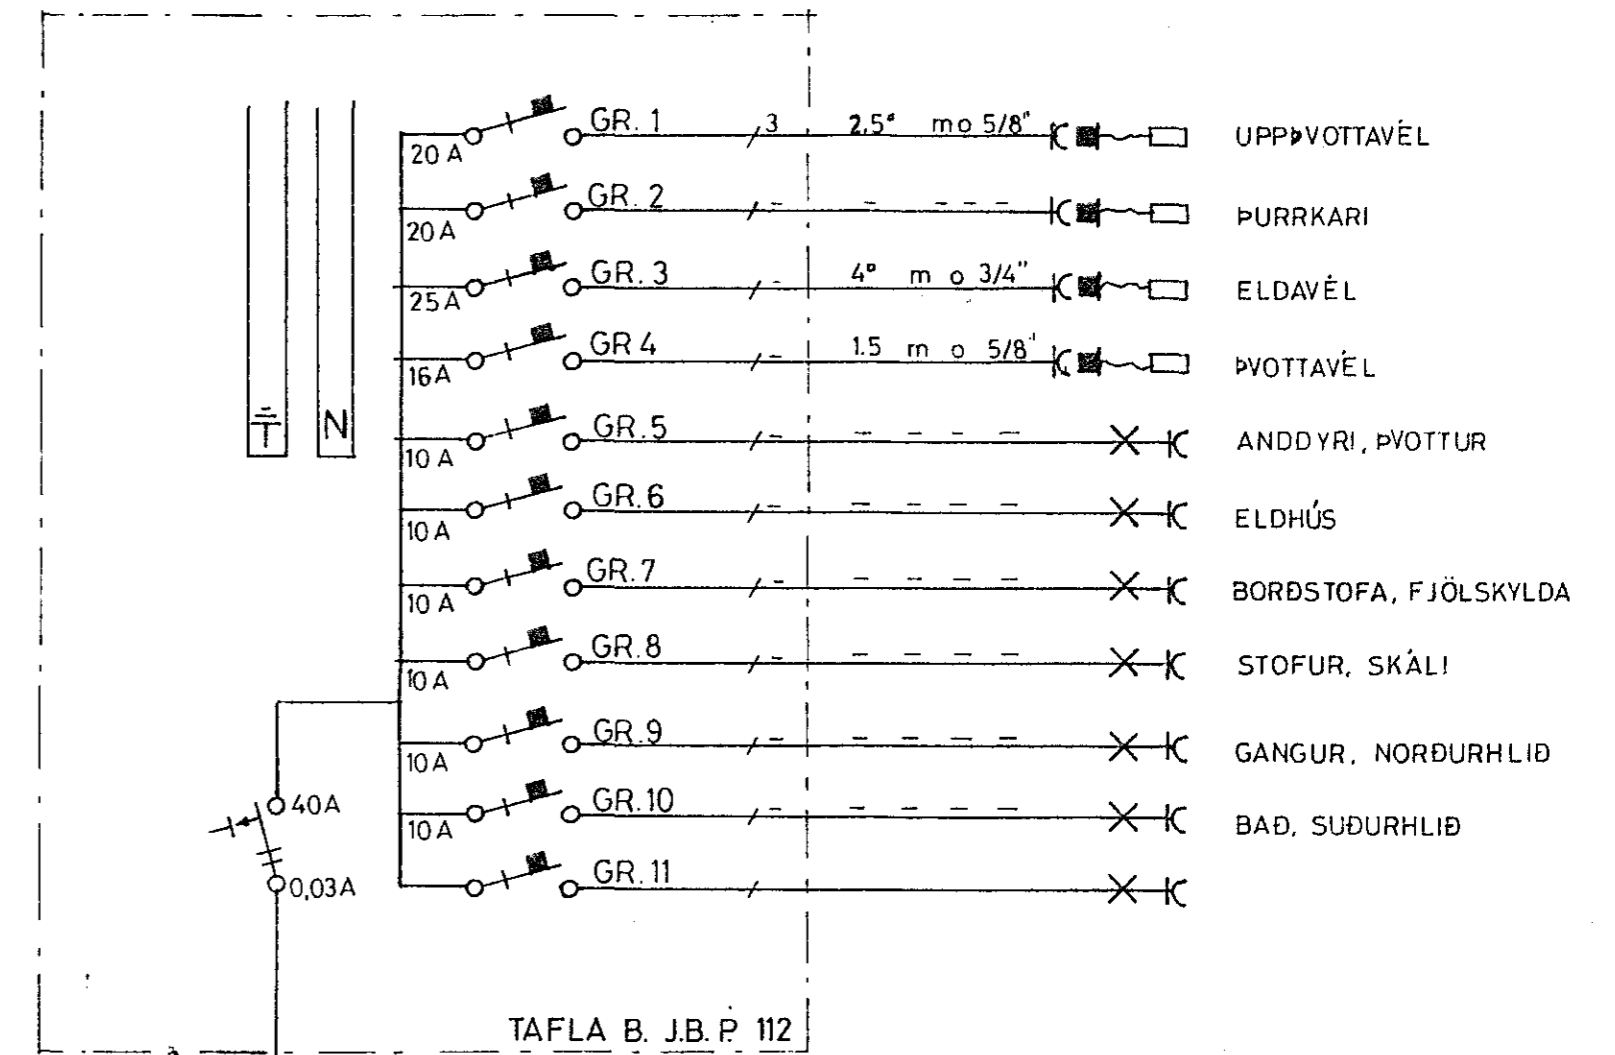 GR. 1 3 2,5▫ m o 5/8" UPPÞVOTTAVÉL
20 A
GR. 2 - - - - - ÞURRKARI
20 A
GR. 3 - 4▫ m o 3/4" ELDAVÉL
25 A
GR 4 - 1.5 m o 5/8" ÞVOTTAVÉL
16 A
GR. 5 - - - - - ANDDYRI, ÞVOTTUR
10 A
T N
GR. 6 - - - - - ELDHÚS
10 A
GR. 7 - - - - - BORÐSTOFA, FJÖLSKYLDA
10 A
GR. 8 - - - - - STOFUR, SKÁLI
10 A
GR. 9 - - - - - GANGUR, NORÐURHLIÐ
10 A
GR. 10 - - - - - BAÐ, SUÐURHLIÐ
40A
10 A
GR. 11
0,03A
TAFLA B. J.B.P. 112